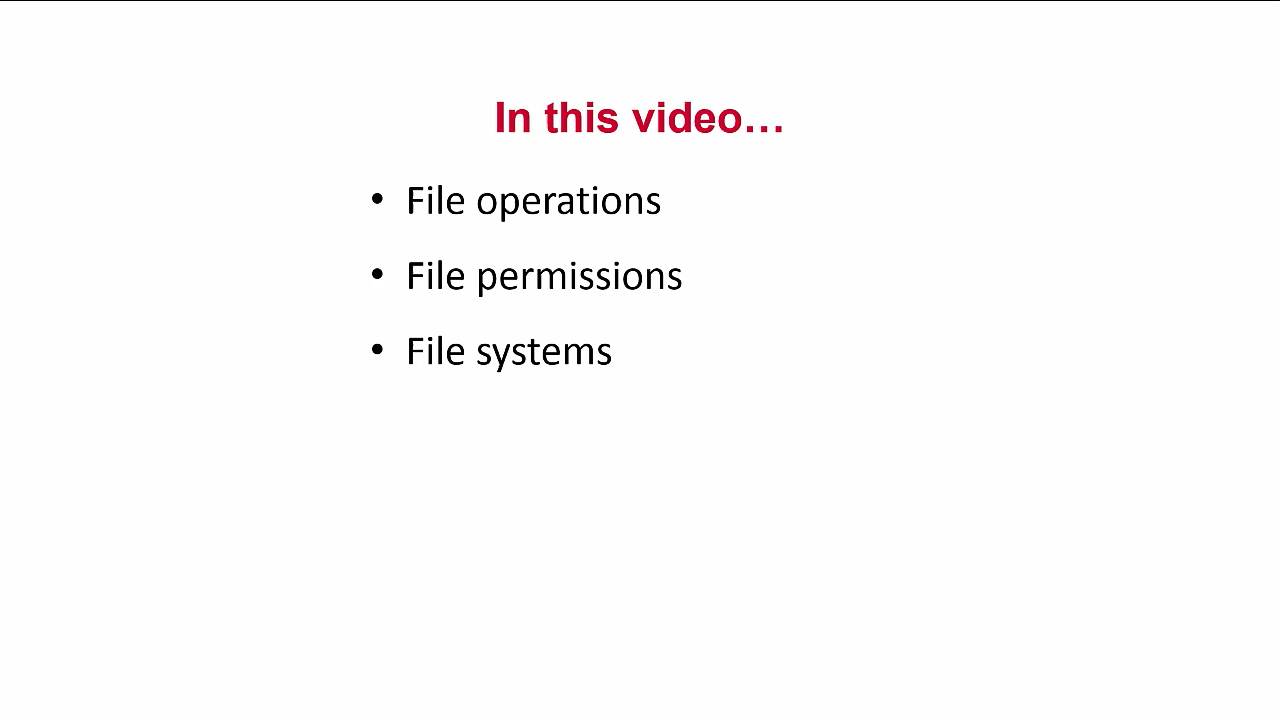 In this video…
• File operations
• File permissions
• File systems